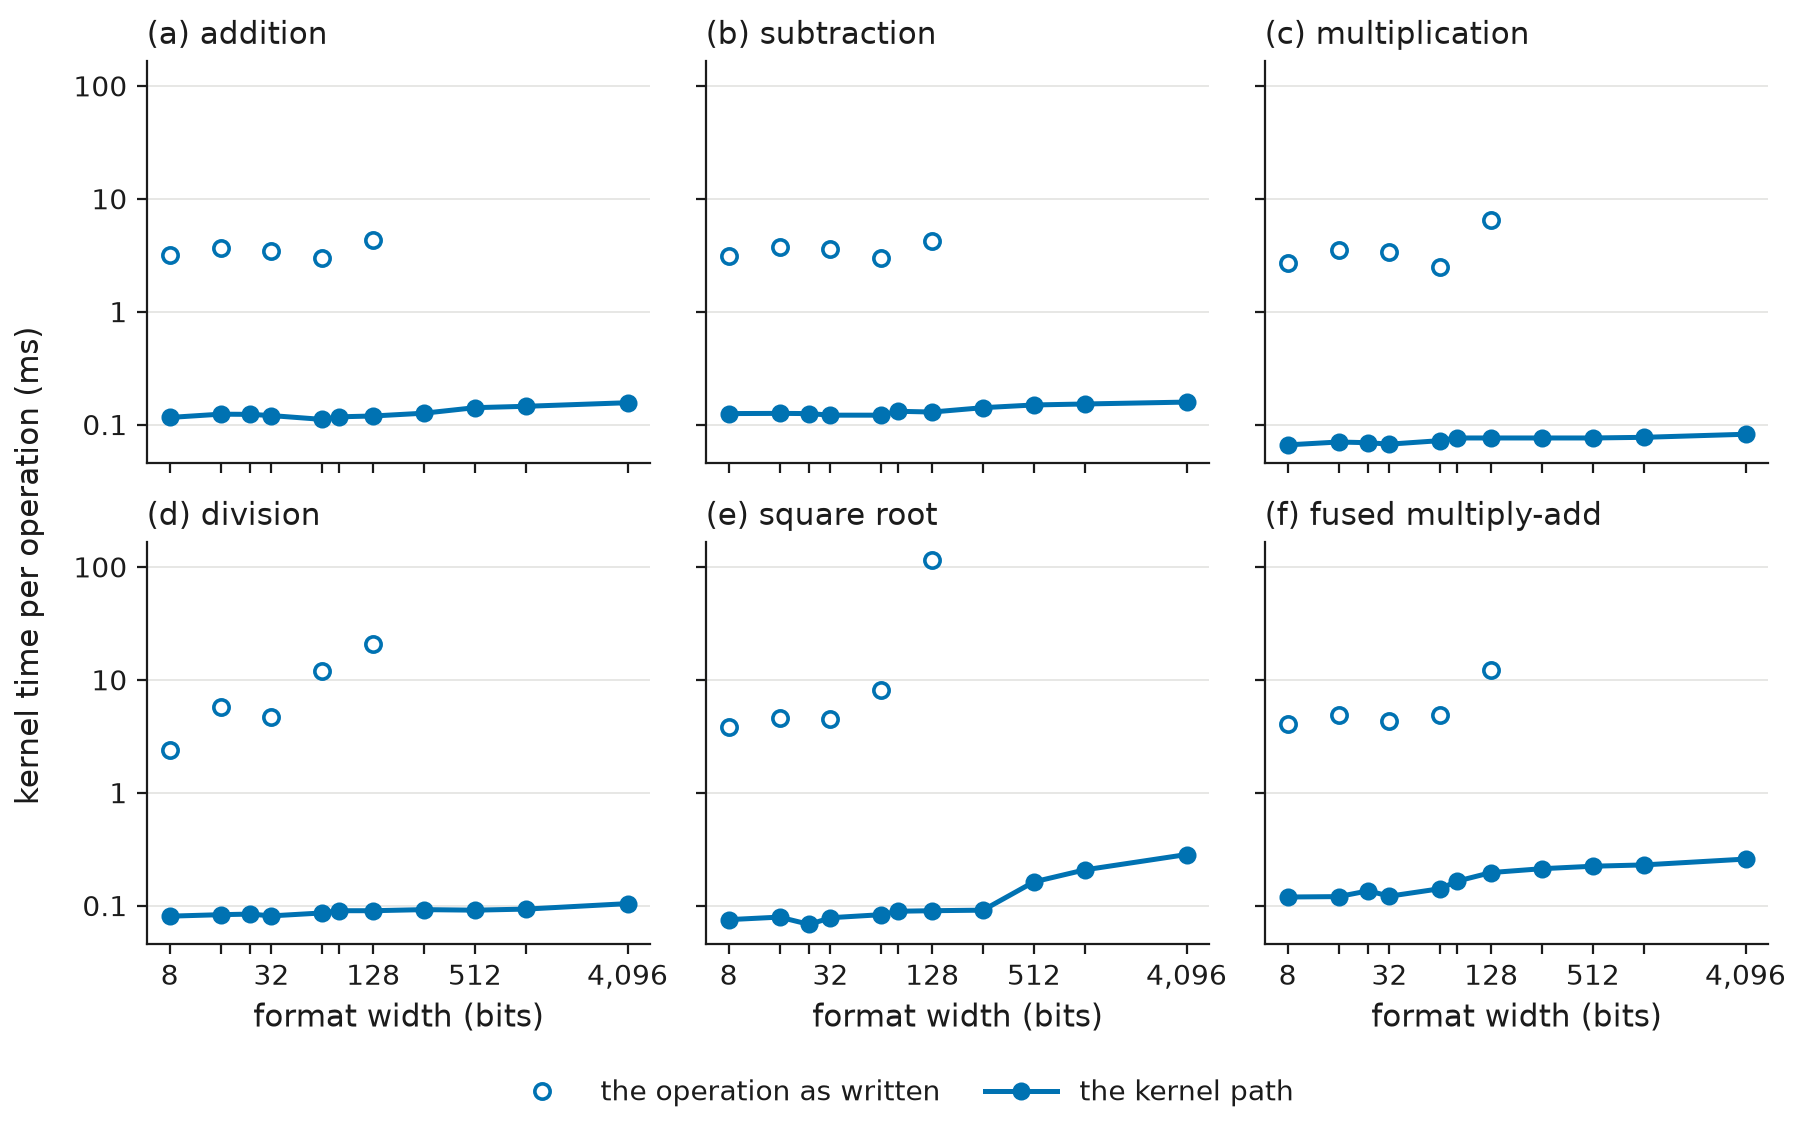 (a) addition
(b) subtraction
(c) multiplication
100
10
1
0.1
kernel time per operation (ms)
(d) division
(e) square root
(f) fused multiply-add
100
10
1
0.1
8 32 128 512 4,096
8 32 128 512 4,096
8 32 128 512 4,096
format width (bits)
format width (bits)
format width (bits)
the operation as written
the kernel path